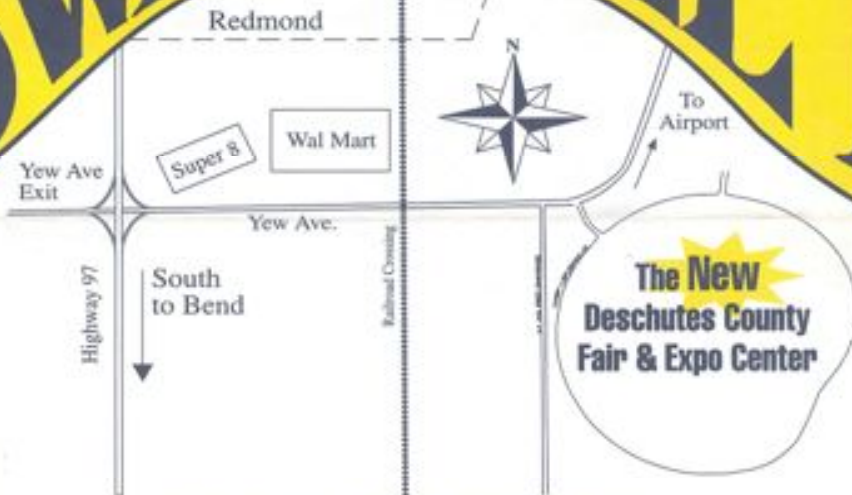 Redmond
N
To
Airport
Wal Mart
Super 8
Yew Ave
Exit
Yew Ave.
Railroad Crossing
Highway 97
South
to Bend
The New
Deschutes County
Fair & Expo Center